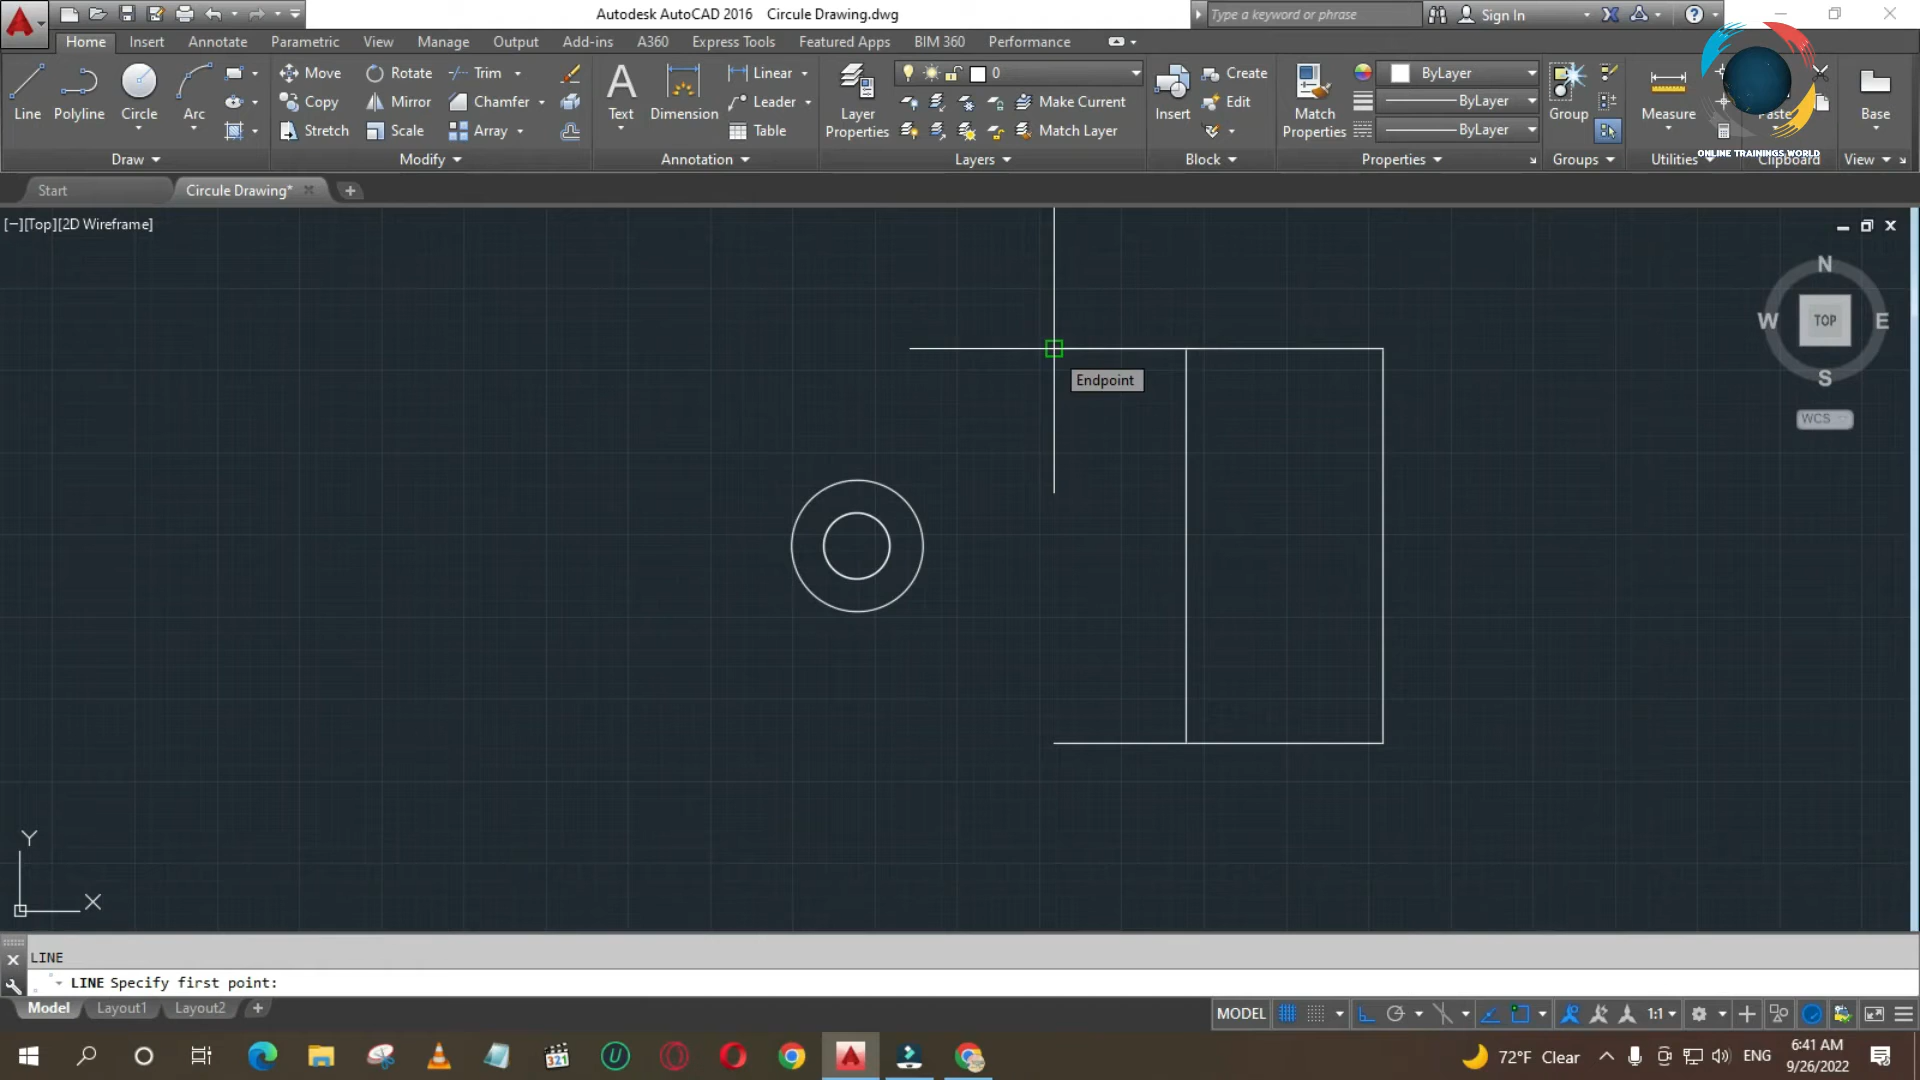 Autodesk AutoCAD 2016 Circule Drawing.dwg
Type a keyword or phrase
Sign In
Home Insert Annotate Parametric View Manage Output Add-ins A360 Express Tools Featured Apps BIM 360 Performance
Line Polyline Circle Arc
Move Rotate Trim
Copy Mirror Chamfer
Stretch Scale Array
Text Dimension
Linear
Leader
Table
Layer Properties
0
Make Current
Match Layer
Insert
Create
Edit
Match Properties
ByLayer
ByLayer
ByLayer
Group
Measure
Paste
Base
Draw Modify Annotation Layers Block Properties Groups Utilities Clipboard View
ONLINE TRAININGS WORLD
Start Circule Drawing*
[−][Top][2D Wireframe]
N
W TOP E
S
WCS
Endpoint
Y
X
LINE
LINE Specify first point:
Model Layout1 Layout2
MODEL 1:1
321
72°F Clear
ENG
6:41 AM
9/26/2022